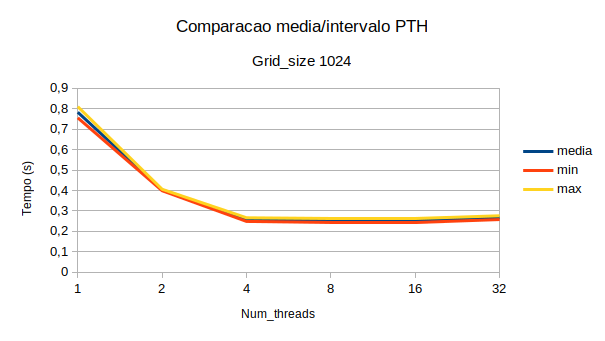 Comparacao media/intervalo PTH
Grid_size 1024
Tempo (s)
0,9
0,8
0,7
0,6
0,5
0,4
0,3
0,2
0,1
0
1 2 4 8 16 32
Num_threads
media
min
max